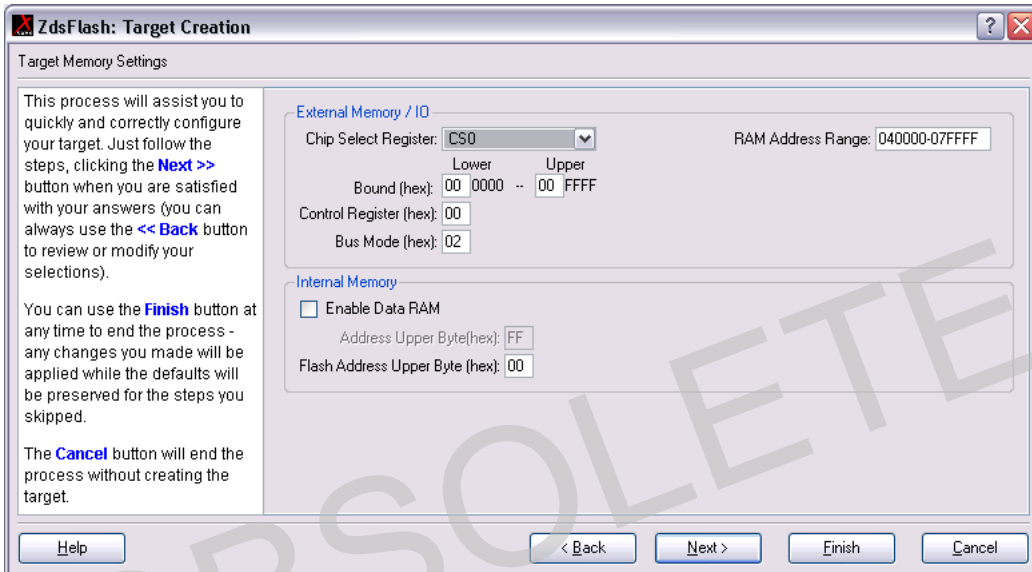 ZdsFlash: Target Creation
Target Memory Settings
This process will assist you to
quickly and correctly configure
your target. Just follow the
steps, clicking the Next >>
button when you are satisfied
with your answers (you can
always use the << Back button
to review or modify your
selections).
You can use the Finish button at
any time to end the process -
any changes you made will be
applied while the defaults will
be preserved for the steps you
skipped.
The Cancel button will end the
process without creating the
target.
External Memory / IO
Chip Select Register: CS0 RAM Address Range: 040000-07FFFF
Lower Upper
Bound (hex): 00 0000 -- 00 FFFF
Control Register (hex): 00
Bus Mode (hex): 02
Internal Memory
Enable Data RAM
Address Upper Byte(hex): FF
Flash Address Upper Byte (hex): 00
Help < Back Next > Finish Cancel
OBSOLETE